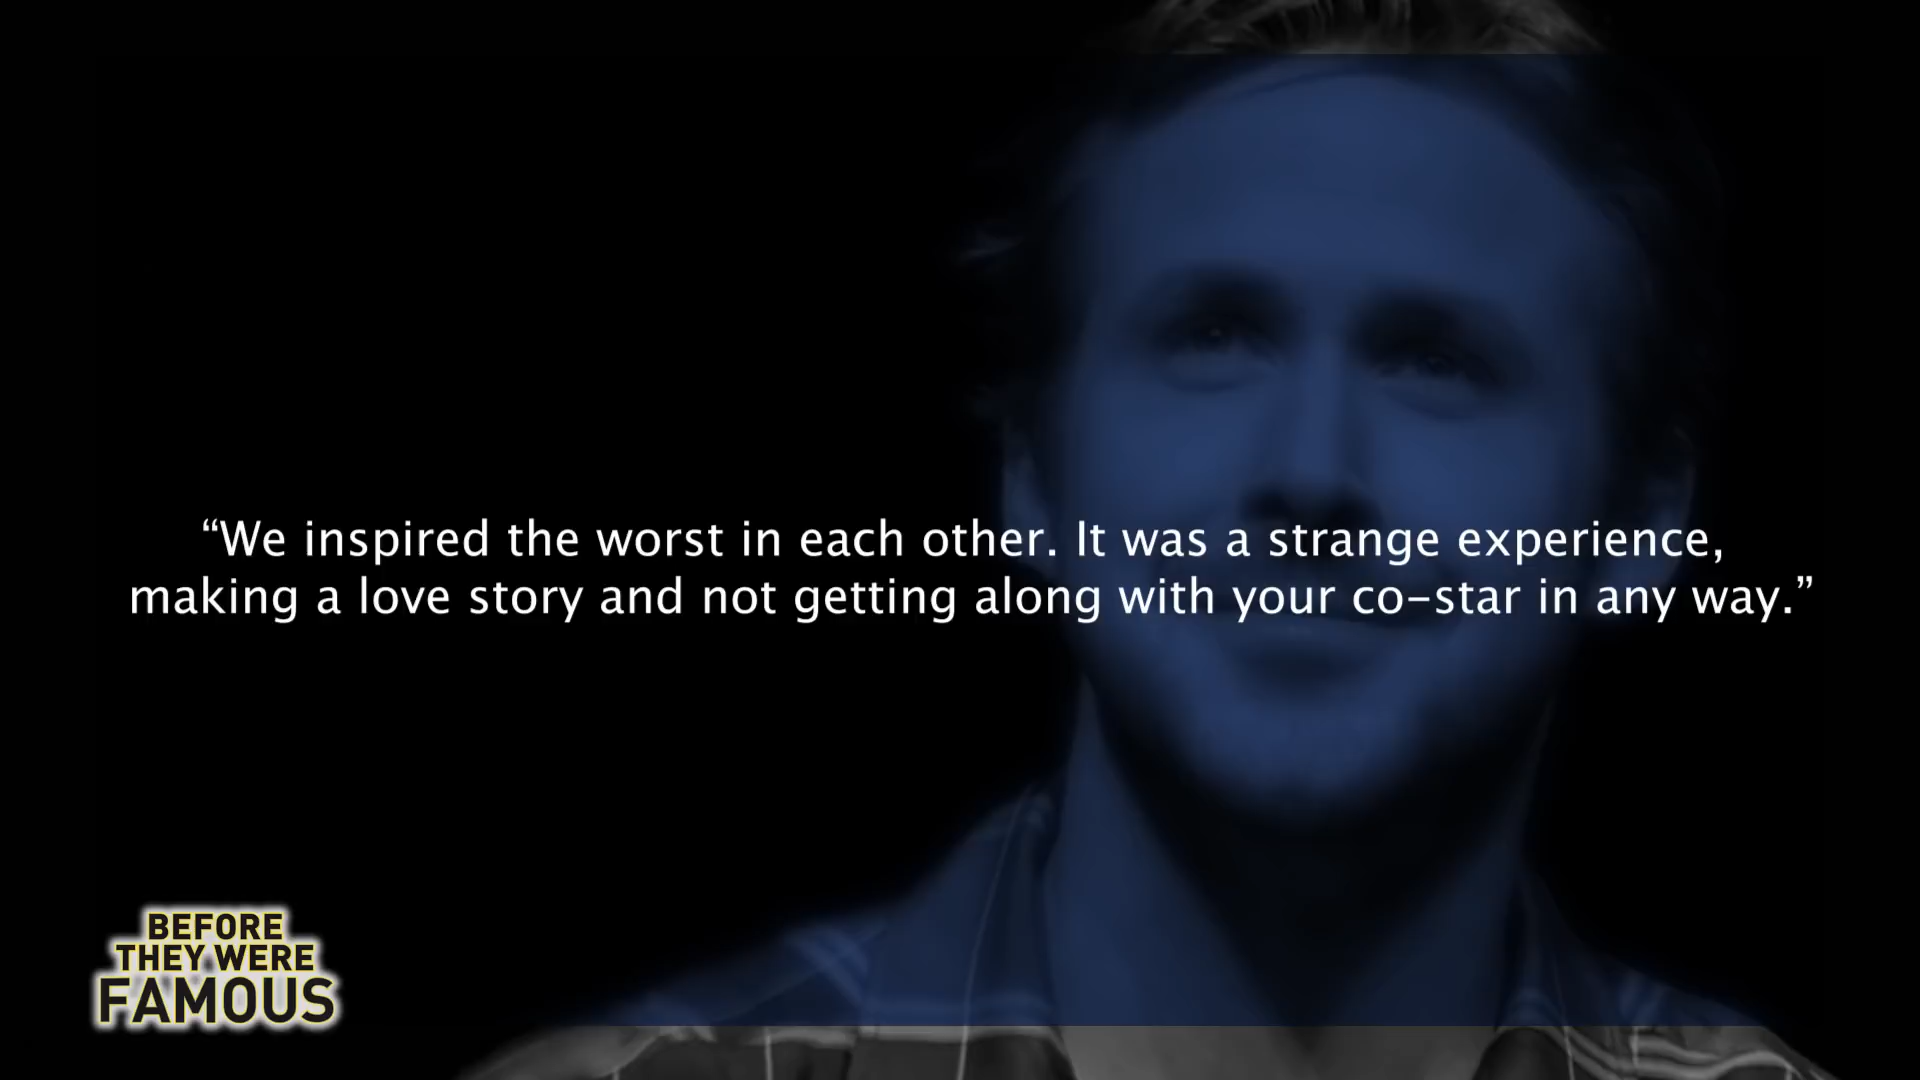 “We inspired the worst in each other. It was a strange experience,
making a love story and not getting along with your co-star in any way.”
BEFORE
THEY WERE
FAMOUS